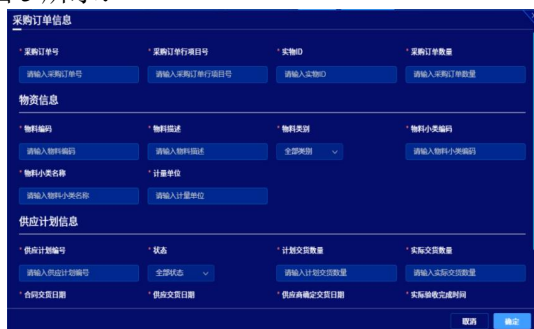 采购订单信息
* 采购订单号 * 采购订单行项目号 * 实物ID * 采购订单数量
请输入采购订单号 请输入采购订单行项目号 请输入实物ID 请输入采购订单数量
物资信息
* 物料编码 * 物料描述 * 物料类别 * 物料小类编码
请输入物料编码 请输入物料描述 全部类别 请输入物料小类编码
* 物料小类名称 * 计量单位
请输入物料小类名称 请输入计量单位
供应计划信息
* 供应计划编号 * 状态 * 计划交货数量 * 实际交货数量
请输入供应计划编号 全部状态 请输入计划交货数量 请输入实际交货数量
* 合同交货日期 * 供应交货日期 * 供应商确定交货日期 * 实际验收完成时间
取消 确定